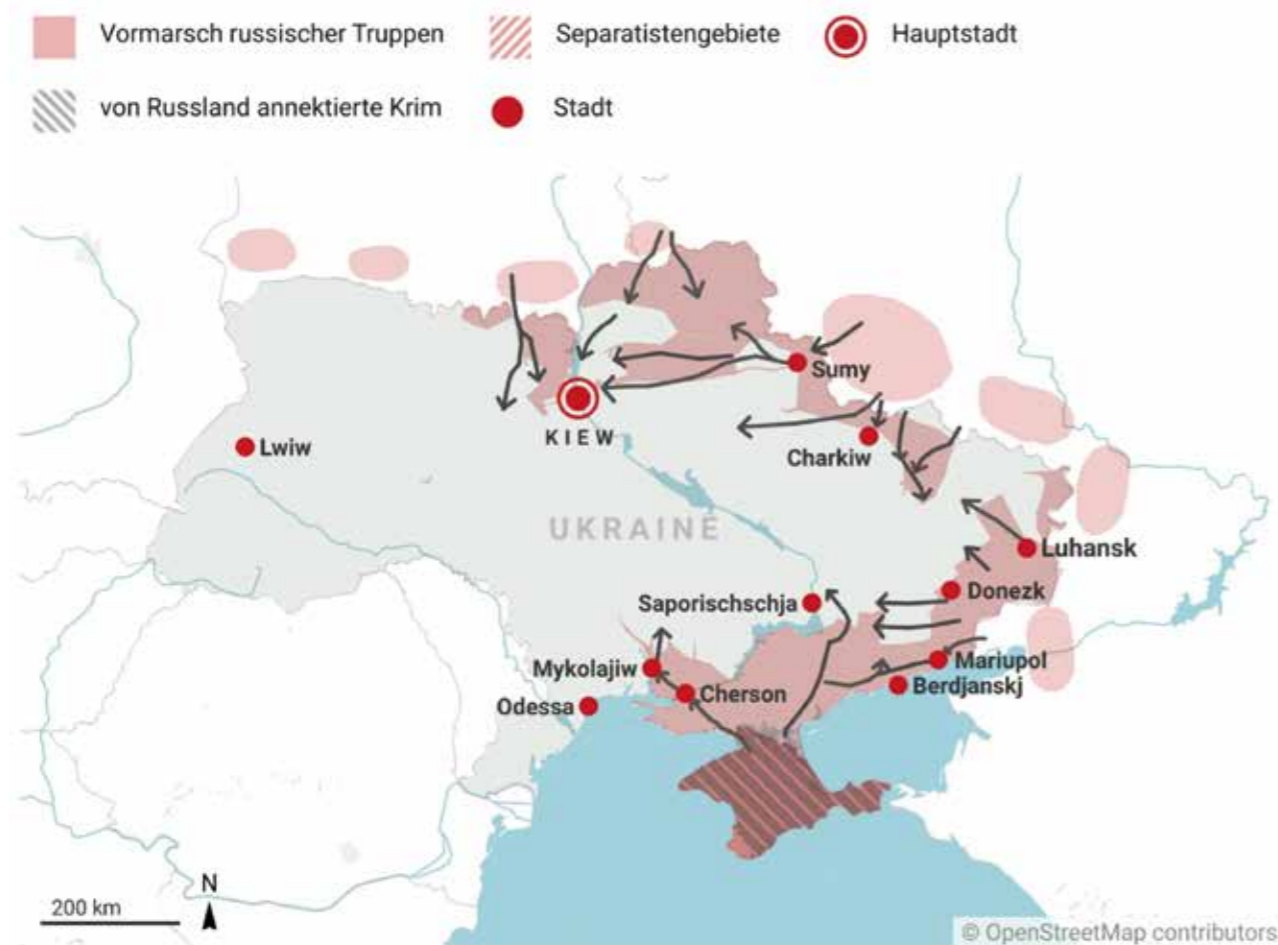 Vormarsch russischer Truppen
Separatistengebiete
Hauptstadt
von Russland annektierte Krim
Stadt
Sumy
KIEW
Lwiw
Charkiw
UKRAINE
Luhansk
Donezk
Saporischschja
Mykolajiw
Mariupol
Cherson
Berdjanskj
Odessa
N
200 km
© OpenStreetMap contributors